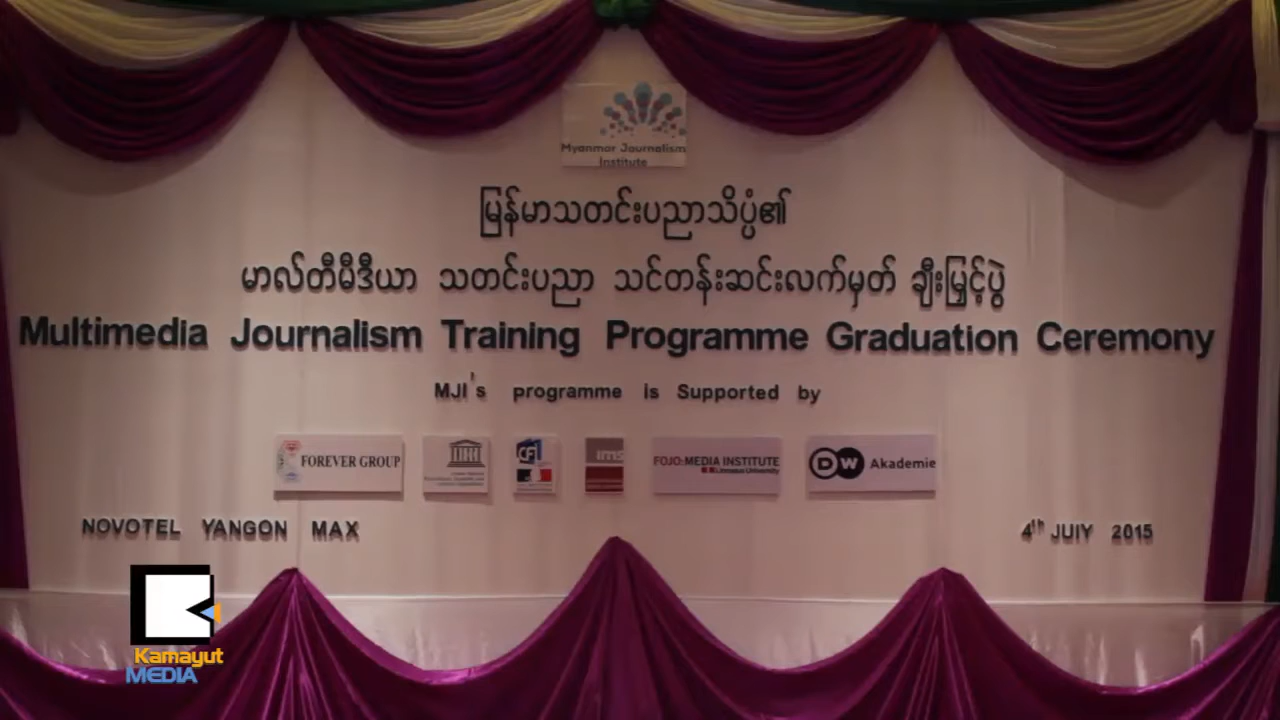 Myanmar Journalism
Institute
မြန်မာသတင်းပညာသိပ္ပံ၏
မာလ်တီမီဒီယာ သတင်းပညာ သင်တန်းဆင်းလက်မှတ် ချီးမြှင့်ပွဲ
Multimedia Journalism Training Programme Graduation Ceremony
MJI's programme is Supported by
FOREVER GROUP
CFI
ims
FOJO: MEDIA INSTITUTE
Linnaeus University
DW Akademie
NOVOTEL YANGON MAX
4th JUIY 2015
Kamayut
MEDIA